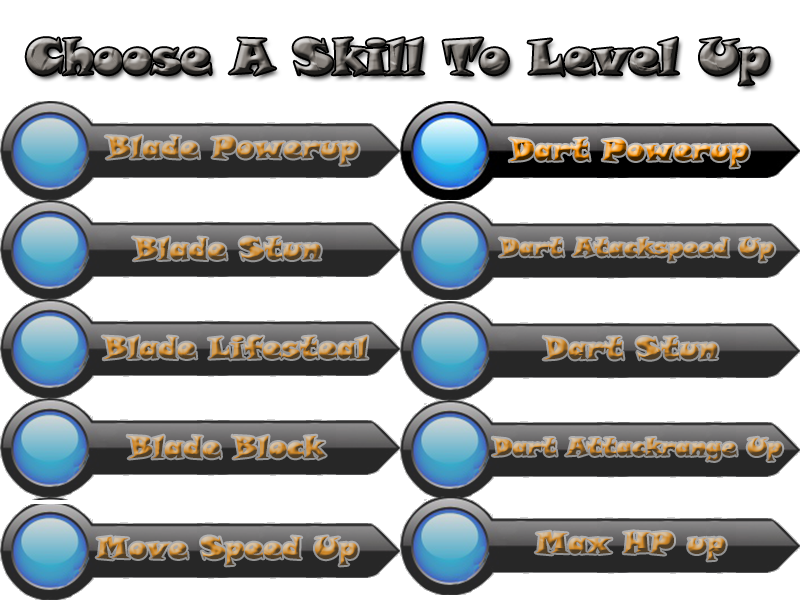 Choose A Skill To Level Up
Blade Powerup
Dart Powerup
Blade Stun
Dart Atackspeed Up
Blade Lifesteal
Dart Stun
Blade Block
Dart Attackrange Up
Move Speed Up
Max HP up